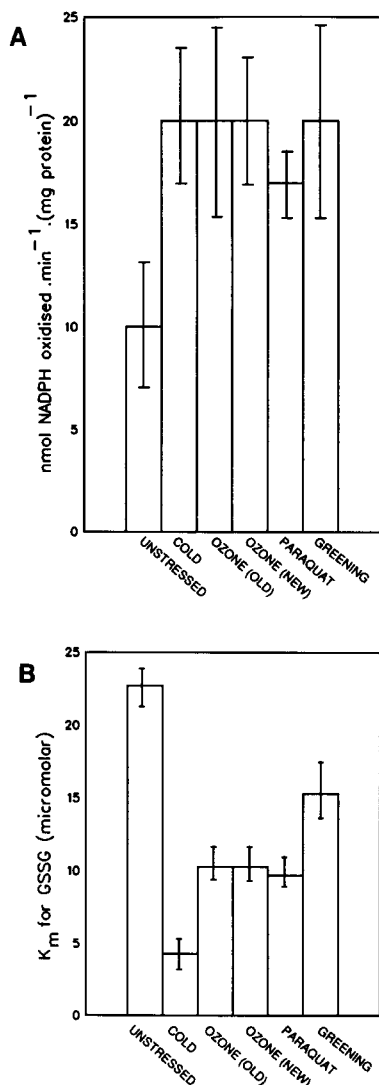 A
nmol NADPH oxidised .min⁻¹.(mg protein)⁻¹
25
20
15
10
5
0
UNSTRESSED
COLD
OZONE (OLD)
OZONE (NEW)
PARAQUAT
GREENING
B
Kₘ for GSSG (micromolar)
25
20
15
10
5
0
UNSTRESSED
COLD
OZONE (OLD)
OZONE (NEW)
PARAQUAT
GREENING